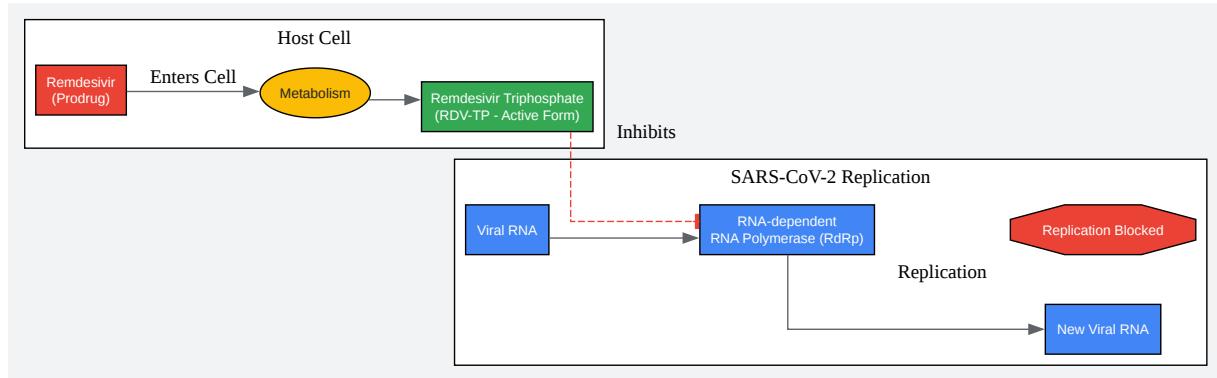 Host Cell
Remdesivir
(Prodrug)
Enters Cell
Metabolism
Remdesivir Triphosphate
(RDV-TP - Active Form)
Inhibits
SARS-CoV-2 Replication
Viral RNA
RNA-dependent
RNA Polymerase (RdRp)
Replication Blocked
Replication
New Viral RNA